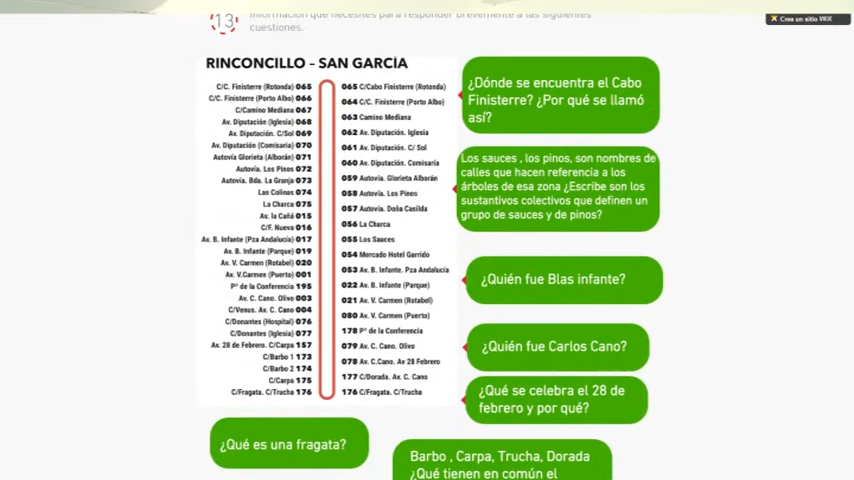 información que necesites para responder brevemente a las siguientes
13
cuestiones.
Crea un sitio WiX
RINCONCILLO - SAN GARCIA
C/C. Finisterre (Rotonda) 065
C/C. Finisterre (Porto Albo) 066
C/Camino Mediana 067
Av. Diputación (Iglesia) 068
Av. Diputación. C/Sol 069
Av. Diputación (Comisaria) 070
Autovía Glorieta (Alborán) 071
Autovía. Los Pinos 072
Autovía. Bda. La Granja 073
Las Colinas 074
La Charca 075
Av. la Cañá 015
C/F. Nueva 016
Av. B. Infante (Pza Andalucía) 017
Av. B. Infante (Parque) 019
Av. V. Carmen (Rotabel) 020
Av. V.Carmen (Puerto) 001
Pº de la Conferencia 195
Av. C. Cano. Olivo 003
C/Venus. Av. C. Cano 004
C/Donantes (Hospital) 076
C/Donantes (Iglesia) 077
Av. 28 de Febrero. C/Carpa 157
C/Barbo 1 173
C/Barbo 2 174
C/Carpa 175
C/Fragata. C/Trucha 176
065 C/Cabo Finisterre (Rotonda)
064 C/C. Finisterre (Porto Albo)
063 Camino Mediana
062 Av. Diputación. Iglesia
061 Av. Diputación. C/ Sol
060 Av. Diputación. Comisaría
059 Autovía. Glorieta Alborán
058 Autovía. Los Pinos
057 Autovía. Doña Casilda
056 La Charca
055 Los Sauces
054 Mercado Hotel Garrido
053 Av. B. Infante. Pza Andalucía
022 Av. B. Infante (Parque)
021 Av. V. Carmen (Rotabel)
080 Av. V. Carmen (Puerto)
178 Pº de la Conferencia
079 Av. C. Cano. Olivo
078 Av. C.Cano. Av 28 Febrero
177 C/Dorada. Av. C. Cano
176 C/Fragata. C/Trucha
¿Dónde se encuentra el Cabo
Finisterre? ¿Por qué se llamó
así?
Los sauces , los pinos, son nombres de
calles que hacen referencia a los
árboles de esa zona ¿Escribe son los
sustantivos colectivos que definen un
grupo de sauces y de pinos?
¿Quién fue Blas infante?
¿Quién fue Carlos Cano?
¿Qué se celebra el 28 de
febrero y por qué?
¿Qué es una fragata?
Barbo , Carpa, Trucha, Dorada
¿Qué tienen en común el